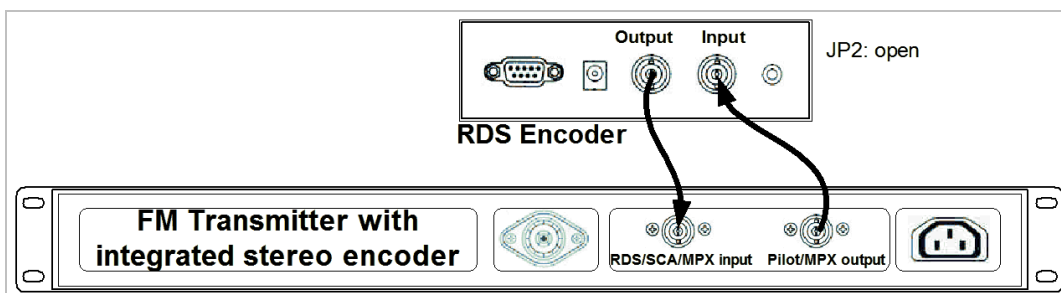 Output Input
JP2: open
RDS Encoder
FM Transmitter with
integrated stereo encoder
RDS/SCA/MPX input Pilot/MPX output